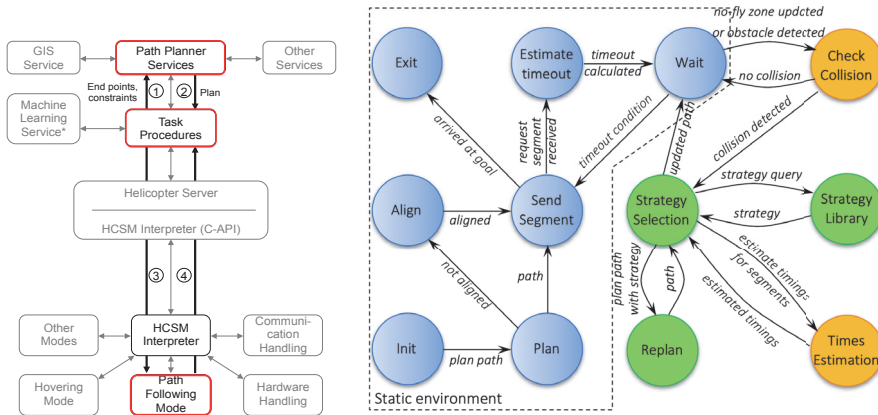 GIS
Service
Path Planner
Services
Other
Services
End points,
constraints
1
2
Plan
Machine
Learning
Service*
Task
Procedures
Helicopter Server
HCSM Interpreter (C-API)
3
4
Other
Modes
HCSM
Interpreter
Communi-
cation
Handling
Hovering
Mode
Path
Following
Mode
Hardware
Handling
Exit
Estimate
timeout
timeout
calculated
Wait
no-fly zone updcted
or obstacle detected
Check
Collision
no collision
arrived at goal
request
segment
received
timeout condition
updated path
collision detected
Align
aligned
Send
Segment
Strategy
Selection
strategy query
strategy
Strategy
Library
not aligned
path
plan path
with strategy
path
estimate timings
for segments
estimated timings
Init
plan path
Plan
Replan
Times
Estimation
Static environment